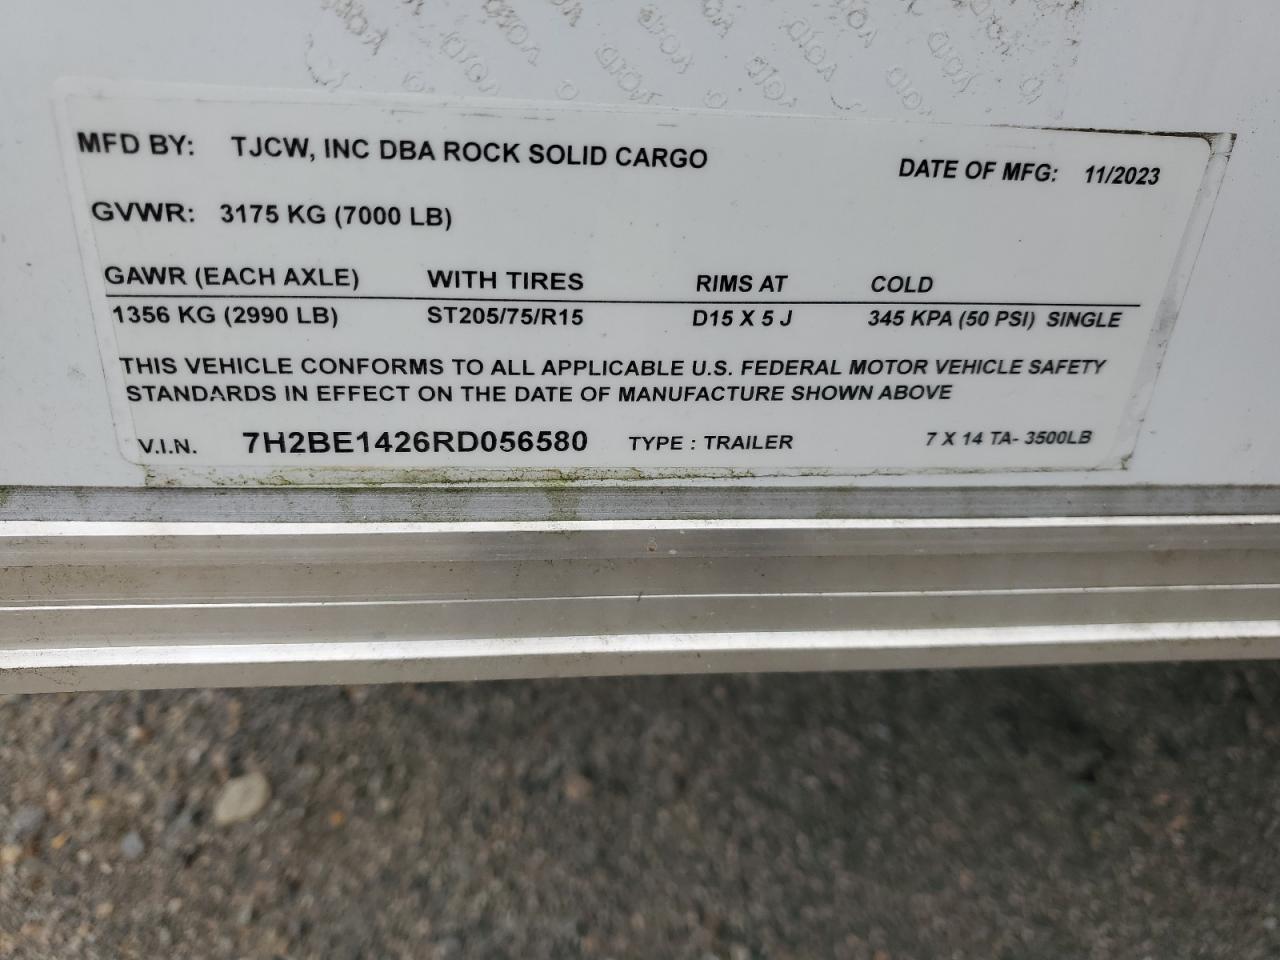 MFD BY: TJCW, INC DBA ROCK SOLID CARGO DATE OF MFG: 11/2023
GVWR: 3175 KG (7000 LB)
GAWR (EACH AXLE) WITH TIRES RIMS AT COLD
1356 KG (2990 LB) ST205/75/R15 D15 X 5 J 345 KPA (50 PSI) SINGLE
THIS VEHICLE CONFORMS TO ALL APPLICABLE U.S. FEDERAL MOTOR VEHICLE SAFETY
STANDARDS IN EFFECT ON THE DATE OF MANUFACTURE SHOWN ABOVE
V.I.N. 7H2BE1426RD056580 TYPE : TRAILER 7 X 14 TA- 3500LB